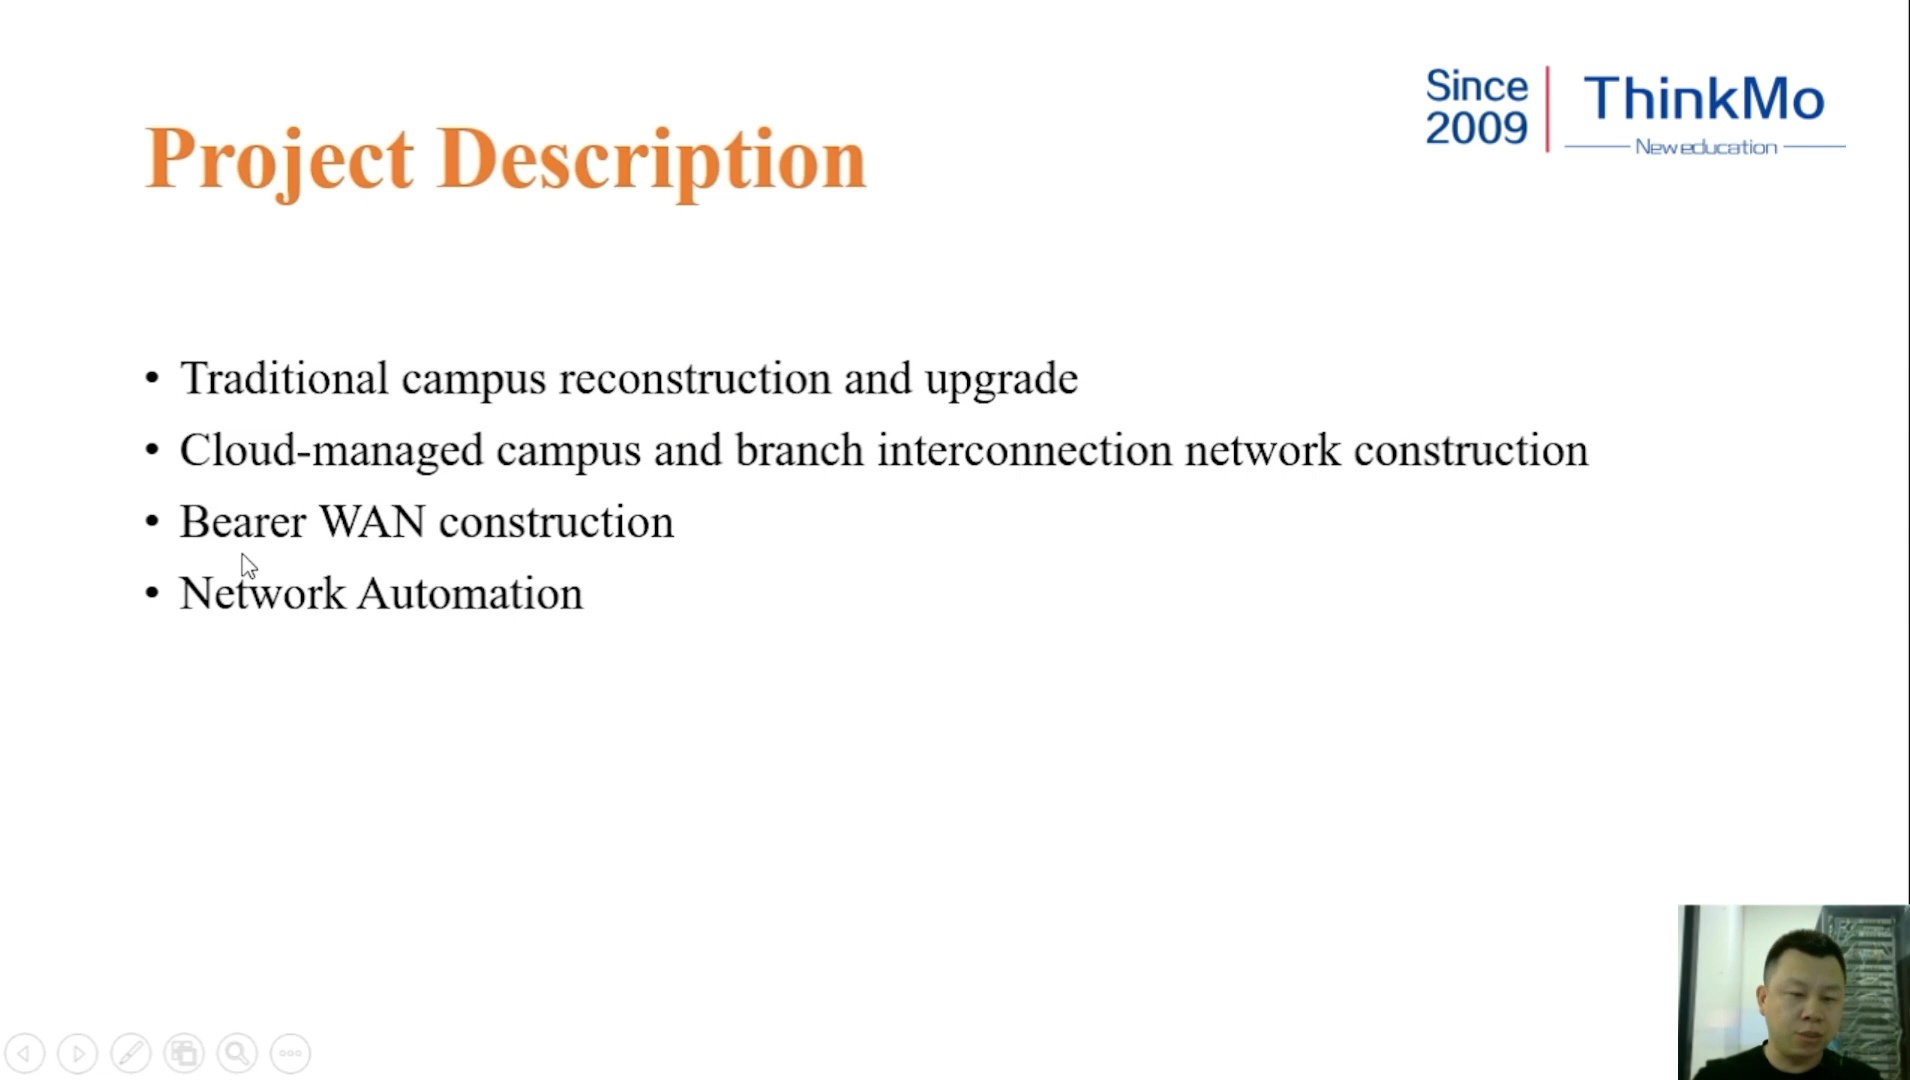 Since
2009
ThinkMo
New education
Project Description
• Traditional campus reconstruction and upgrade
• Cloud-managed campus and branch interconnection network construction
• Bearer WAN construction
• Network Automation